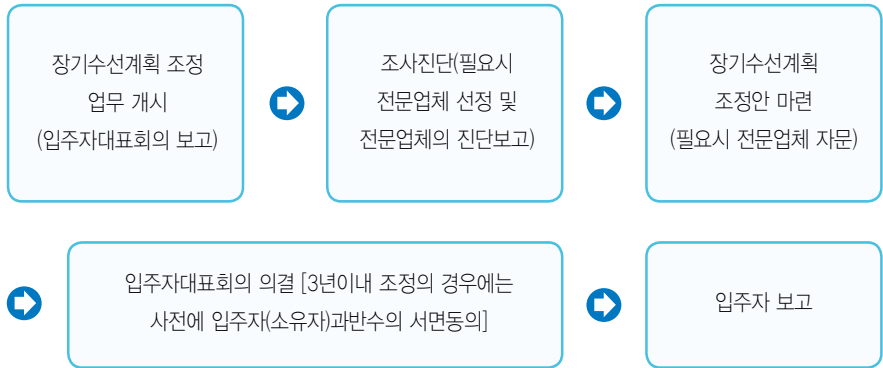 장기수선계획 조정
업무 개시
(입주자대표회의 보고)
조사진단(필요시
전문업체 선정 및
전문업체의 진단보고)
장기수선계획
조정안 마련
(필요시 전문업체 자문)
입주자대표회의 의결 [3년이내 조정의 경우에는
사전에 입주자(소유자)과반수의 서면동의]
입주자 보고